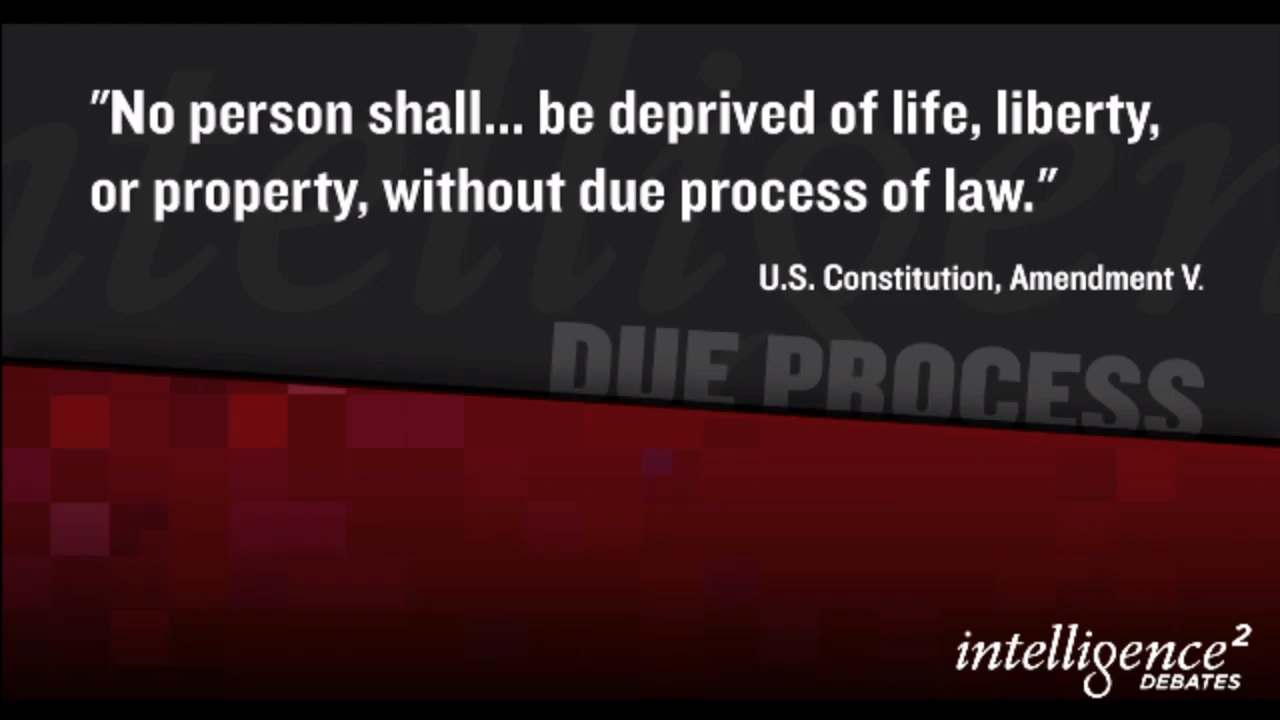 "No person shall... be deprived of life, liberty,
or property, without due process of law."
U.S. Constitution, Amendment V.
DUE PROCESS
intelligence²
DEBATES